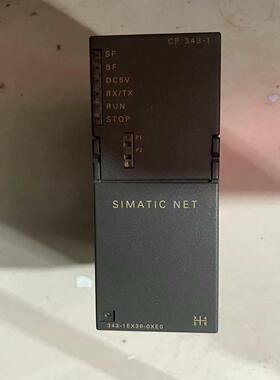 CP 343-1
SF
BF
DC5V
RX/TX
RUN
STOP
P1
P2
SIMATIC NET
343-1EX30-0XE0